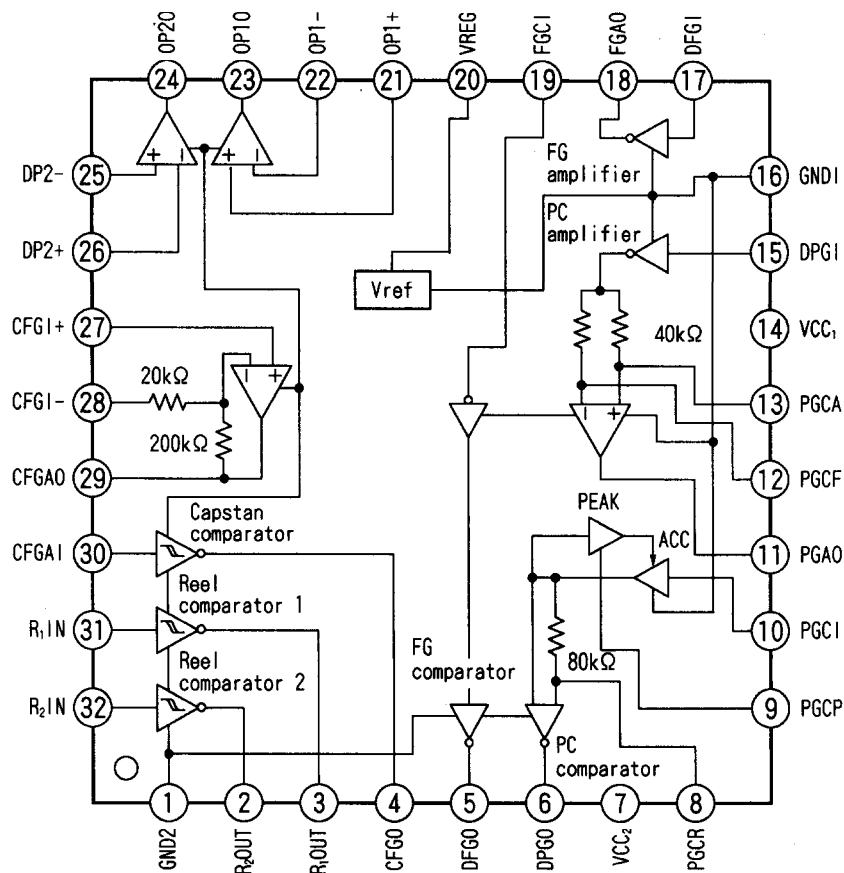 OP2O
OP1O
OP1-
OP1+
VREG
FGCI
FGAO
DFGI
24
23
22
21
20
19
18
17
DP2-
25
+
-
+
-
FG
amplifier
16
GNDI
DP2+
26
PC
amplifier
15
DPGI
Vref
CFGI+
27
40kΩ
14
VCC₁
20kΩ
-
+
CFGI-
28
-
+
13
PGCA
200kΩ
CFGAO
29
12
PGCF
Capstan
comparator
PEAK
CFGAI
30
ACC
11
PGAO
Reel
comparator 1
R₁IN
31
10
PGCI
Reel
comparator 2
FG
comparator
80kΩ
R₂IN
32
9
PGCP
PC
comparator
1
2
3
4
5
6
7
8
GND2
R₂OUT
R₁OUT
CFGO
DFGO
DPGO
VCC₂
PGCR